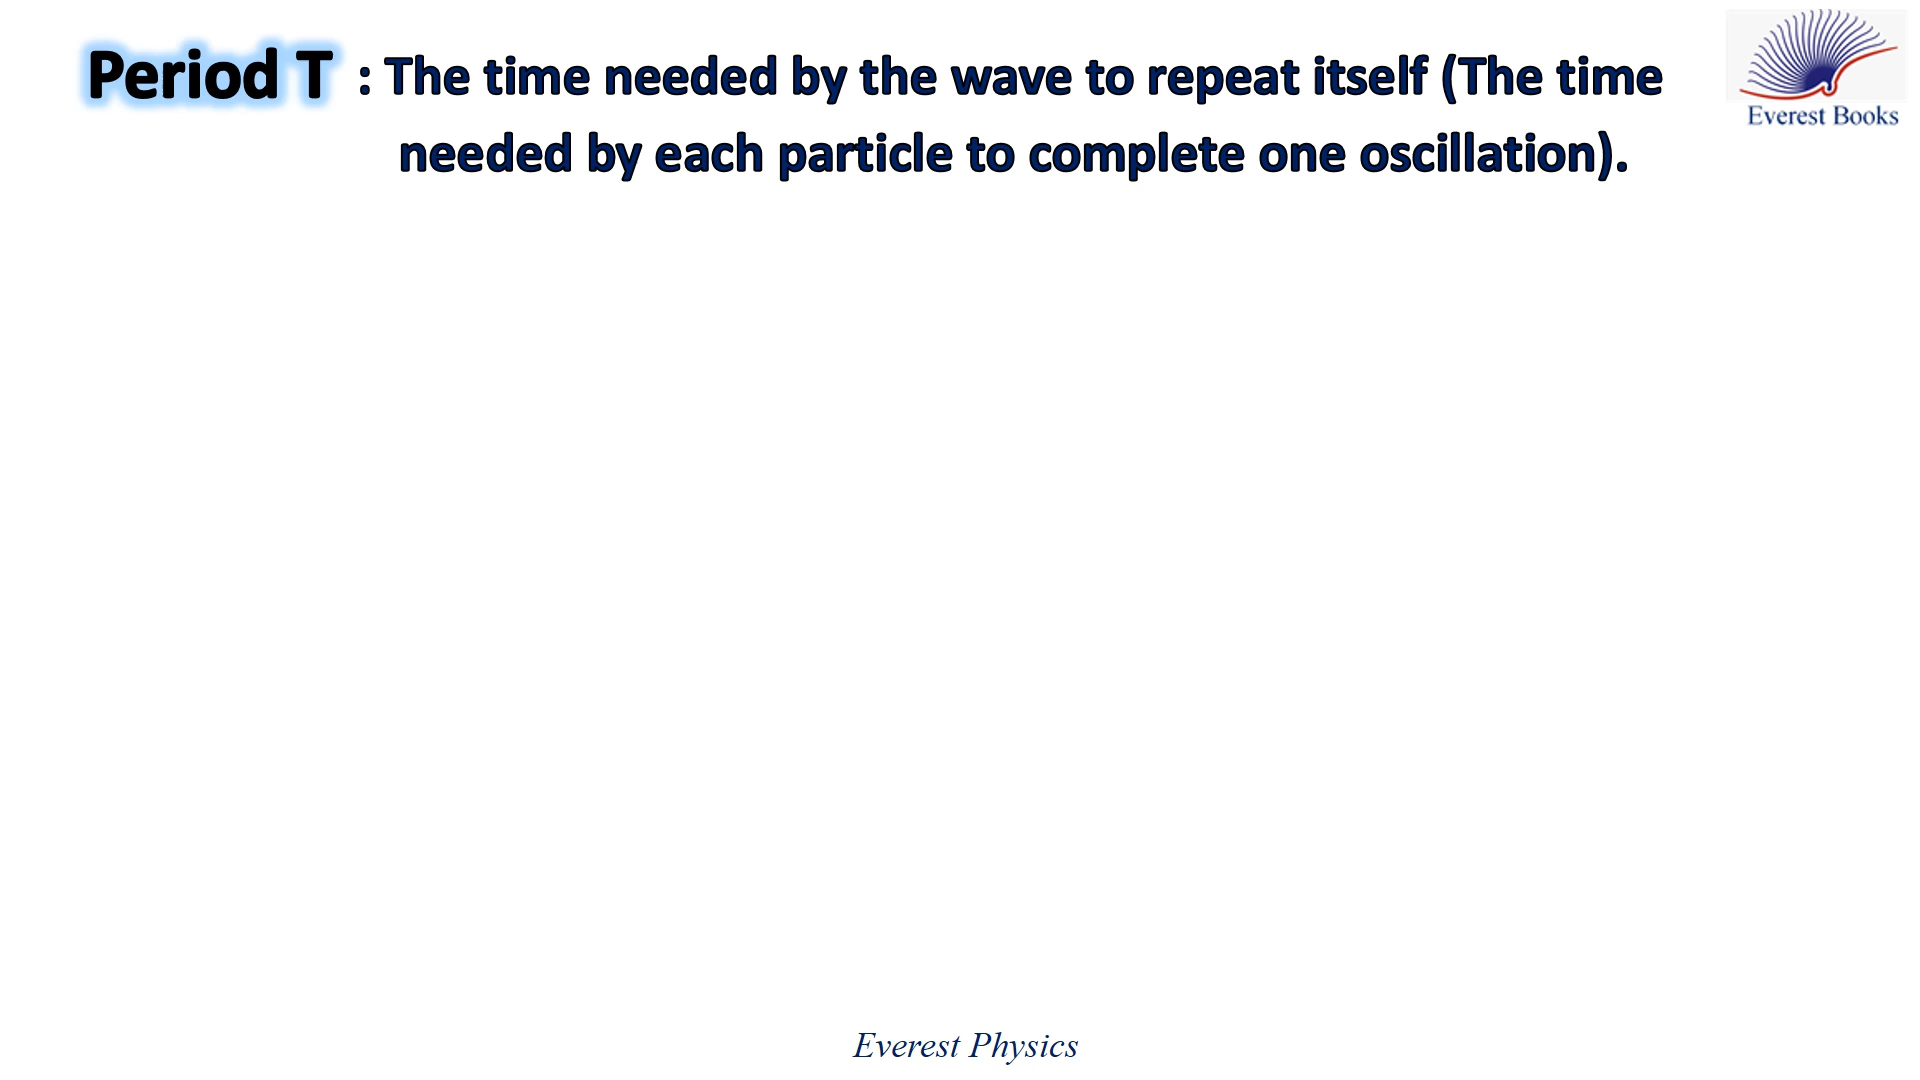 Period T : The time needed by the wave to repeat itself (The time
needed by each particle to complete one oscillation).
Everest Books
Everest Physics